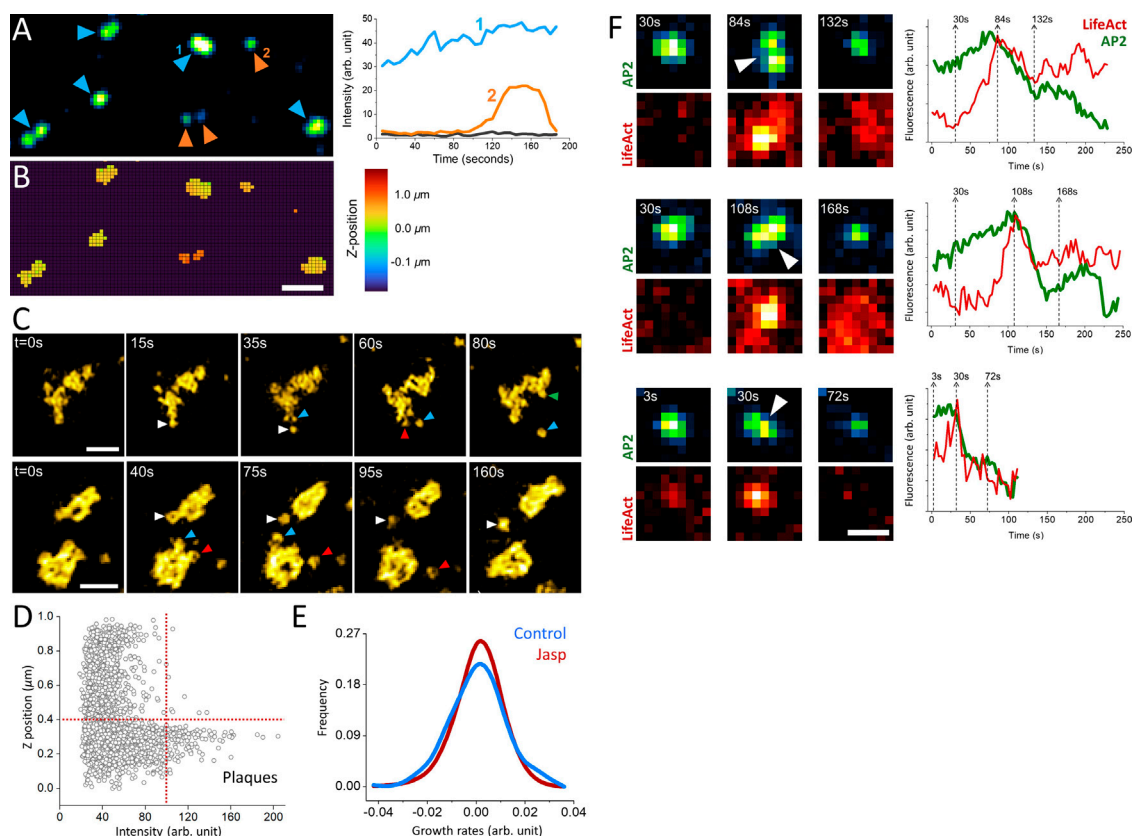 A
1
2
Intensity (arb. unit)
50
40
30
20
10
0
1
2
0 40 80 120 160 200
Time (seconds)
B
Z-position
1.0 µm
0.0 µm
-0.1 µm
C
t=0s 15s 35s 60s 80s
t=0s 40s 75s 95s 160s
D
Z position (µm)
1.0
0.8
0.6
0.4
0.2
0.0
Plaques
0 40 80 120 160 200
Intensity (arb. unit)
E
Frequency
0.27
0.18
0.09
0.00
Control
Jasp
-0.04 -0.02 0.00 0.02 0.04
Growth rates (arb. unit)
F
AP2
30s 84s 132s
LifeAct
30s 84s 132s
LifeAct
AP2
Fluorescence (arb. unit)
0 50 100 150 200 250
Time (s)
AP2
30s 108s 168s
LifeAct
30s 108s 168s
Fluorescence (arb. unit)
0 50 100 150 200 250
Time (s)
AP2
3s 30s 72s
LifeAct
3s 30s 72s
Fluorescence (arb. unit)
0 50 100 150 200 250
Time (s)